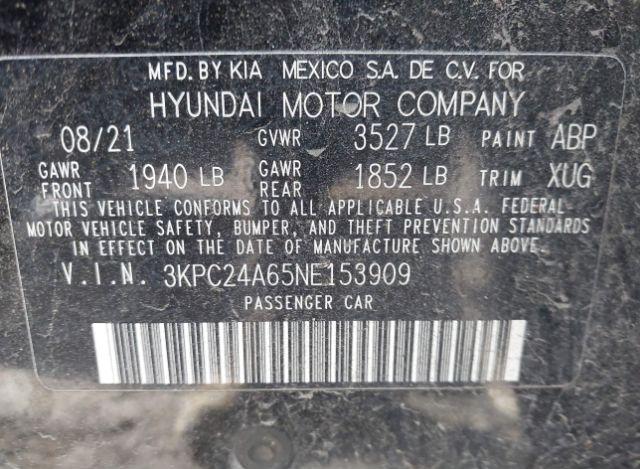 MFD. BY KIA MEXICO S.A. DE C.V. FOR
HYUNDAI MOTOR COMPANY
08/21 GVWR 3527 LB PAINT ABP
GAWR FRONT 1940 LB GAWR REAR 1852 LB TRIM XUG
THIS VEHICLE CONFORMS TO ALL APPLICABLE U.S.A. FEDERAL
MOTOR VEHICLE SAFETY, BUMPER, AND THEFT PREVENTION STANDARDS
IN EFFECT ON THE DATE OF MANUFACTURE SHOWN ABOVE.
V.I.N. 3KPC24A65NE153909
PASSENGER CAR